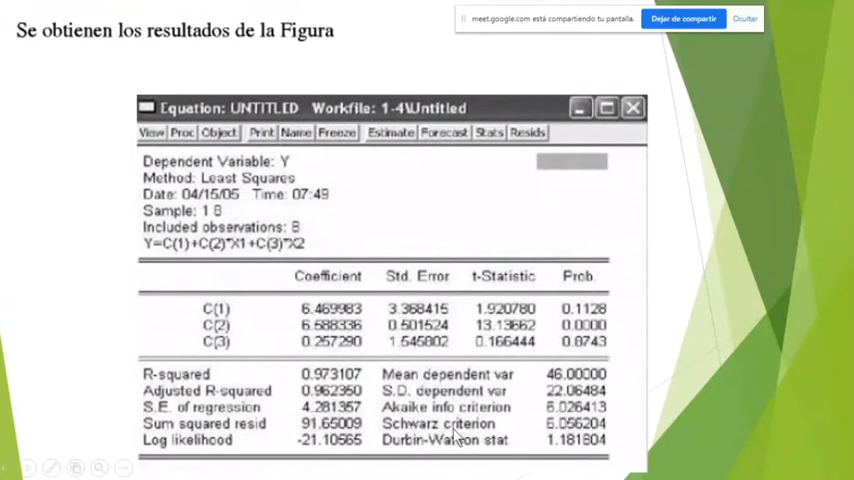 meet.google.com está compartiendo tu pantalla.
Dejar de compartir
Ocultar
Se obtienen los resultados de la Figura
Equation: UNTITLED Workfile: 1-4\Untitled
View Proc Object Print Name Freeze Estimate Forecast Stats Resids
Dependent Variable: Y
Method: Least Squares
Date: 04/15/05 Time: 07:49
Sample: 1 8
Included observations: 8
Y=C(1)+C(2)*X1+C(3)*X2
Coefficient Std. Error t-Statistic Prob.
C(1) 6.469983 3.368415 1.920780 0.1128
C(2) 6.588336 0.501524 13.13662 0.0000
C(3) 0.257290 1.545802 0.166444 0.8743
R-squared 0.973107 Mean dependent var 46.00000
Adjusted R-squared 0.962350 S.D. dependent var 22.06484
S.E. of regression 4.281357 Akaike info criterion 6.026413
Sum squared resid 91.65009 Schwarz criterion 6.056204
Log likelihood -21.10565 Durbin-Watson stat 1.181804